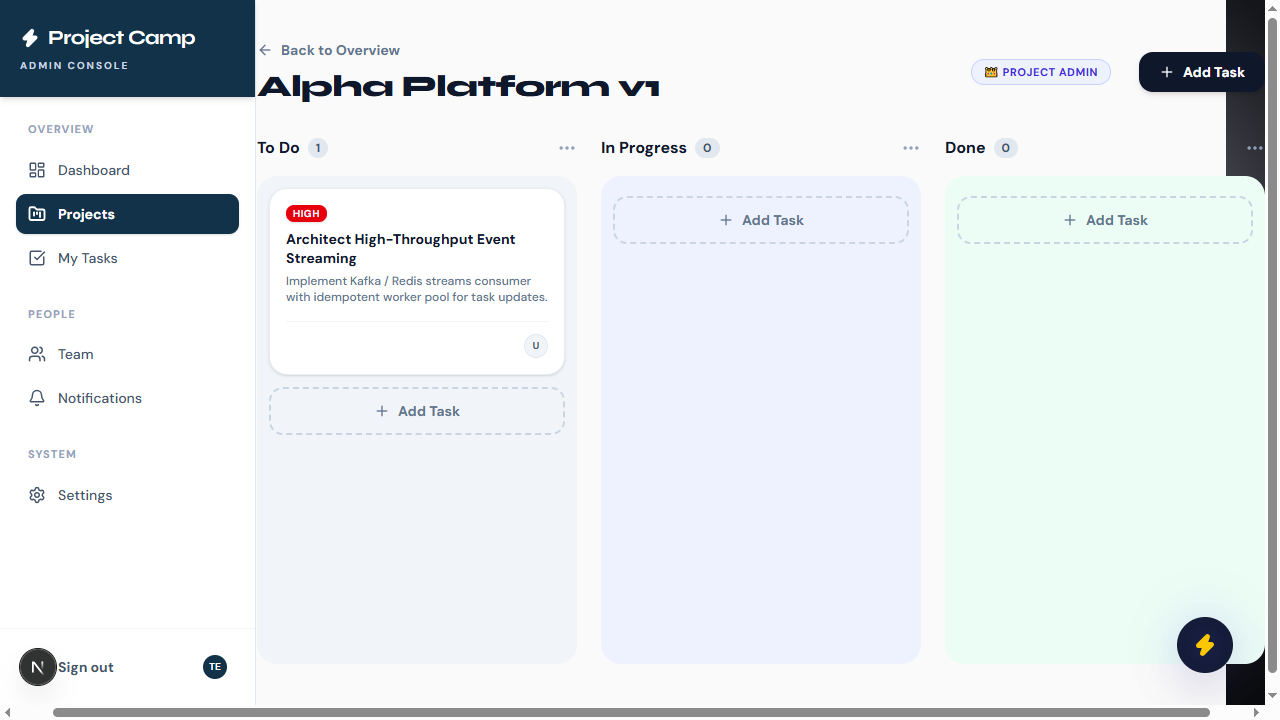 Project Camp
ADMIN CONSOLE
OVERVIEW
Dashboard
Projects
My Tasks
PEOPLE
Team
Notifications
SYSTEM
Settings
N
Sign out
TE
Back to Overview
Alpha Platform v1
PROJECT ADMIN
Add Task
To Do 1
HIGH
Architect High-Throughput Event
Streaming
Implement Kafka / Redis streams consumer
with idempotent worker pool for task updates.
U
Add Task
In Progress 0
Add Task
Done 0
Add Task